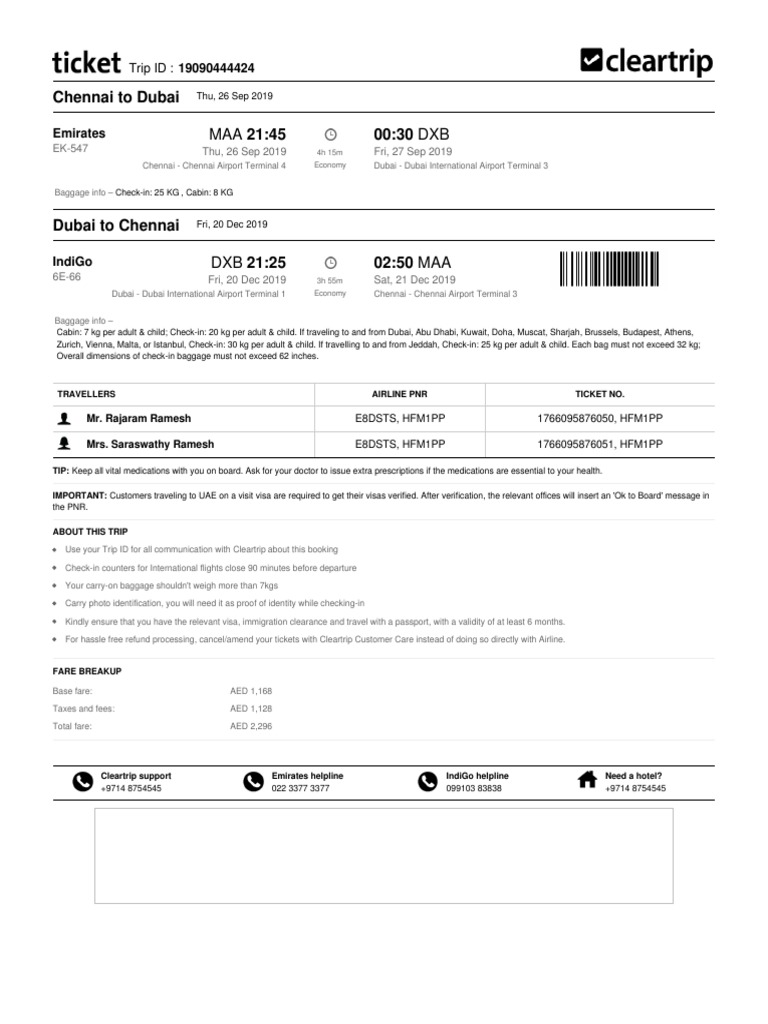 ticket Trip ID : 19090444424
cleartrip
Chennai to Dubai Thu, 26 Sep 2019
Emirates
EK-547
MAA 21:45
Thu, 26 Sep 2019
Chennai - Chennai Airport Terminal 4
4h 15m
Economy
00:30 DXB
Fri, 27 Sep 2019
Dubai - Dubai International Airport Terminal 3
Baggage info – Check-in: 25 KG , Cabin: 8 KG
Dubai to Chennai Fri, 20 Dec 2019
IndiGo
6E-66
DXB 21:25
Fri, 20 Dec 2019
Dubai - Dubai International Airport Terminal 1
3h 55m
Economy
02:50 MAA
Sat, 21 Dec 2019
Chennai - Chennai Airport Terminal 3
Baggage info –
Cabin: 7 kg per adult & child; Check-in: 20 kg per adult & child. If traveling to and from Dubai, Abu Dhabi, Kuwait, Doha, Muscat, Sharjah, Brussels, Budapest, Athens,
Zurich, Vienna, Malta, or Istanbul, Check-in: 30 kg per adult & child. If travelling to and from Jeddah, Check-in: 25 kg per adult & child. Each bag must not exceed 32 kg;
Overall dimensions of check-in baggage must not exceed 62 inches.
TRAVELLERS AIRLINE PNR TICKET NO.
Mr. Rajaram Ramesh E8DSTS, HFM1PP 1766095876050, HFM1PP
Mrs. Saraswathy Ramesh E8DSTS, HFM1PP 1766095876051, HFM1PP
TIP: Keep all vital medications with you on board. Ask for your doctor to issue extra prescriptions if the medications are essential to your health.
IMPORTANT: Customers traveling to UAE on a visit visa are required to get their visas verified. After verification, the relevant offices will insert an 'Ok to Board' message in
the PNR.
ABOUT THIS TRIP
Use your Trip ID for all communication with Cleartrip about this booking
Check-in counters for International flights close 90 minutes before departure
Your carry-on baggage shouldn't weigh more than 7kgs
Carry photo identification, you will need it as proof of identity while checking-in
Kindly ensure that you have the relevant visa, immigration clearance and travel with a passport, with a validity of at least 6 months.
For hassle free refund processing, cancel/amend your tickets with Cleartrip Customer Care instead of doing so directly with Airline.
FARE BREAKUP
Base fare: AED 1,168
Taxes and fees: AED 1,128
Total fare: AED 2,296
Cleartrip support
+9714 8754545
Emirates helpline
022 3377 3377
IndiGo helpline
099103 83838
Need a hotel?
+9714 8754545